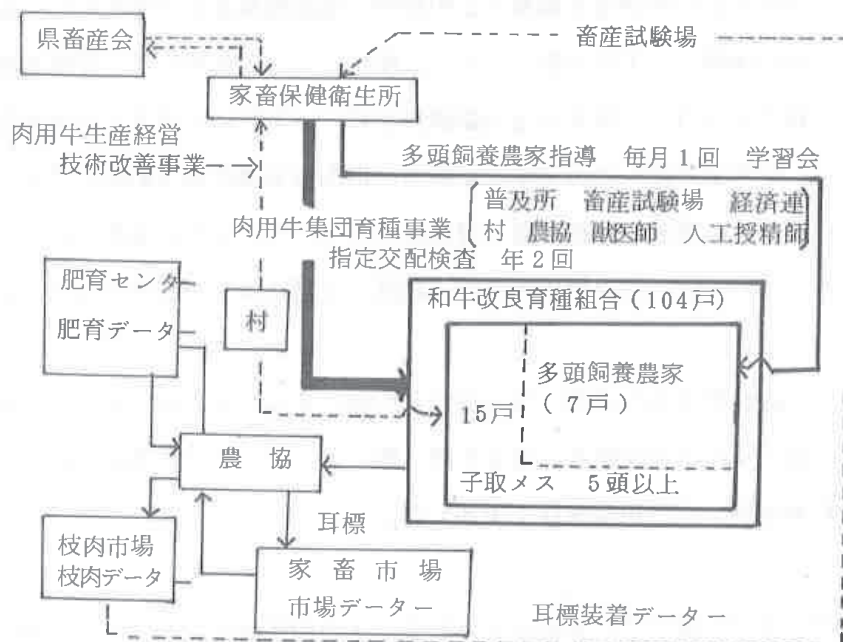 県畜産会
畜産試験場
家畜保健衛生所
肉用牛生産経営
技術改善事業
多頭飼養農家指導 毎月1回 学習会
普及所 畜産試験場 経済連
村 農協 獣医師 人工授精師
肉用牛集団育種事業
指定交配検査 年2回
肥育センタ
肥育データ
村
和牛改良育種組合(104戸)
多頭飼養農家
(7戸)
15戸
子取メス 5頭以上
農協
耳標
枝肉市場
枝肉データ
家畜市場
市場データー
耳標装着データー